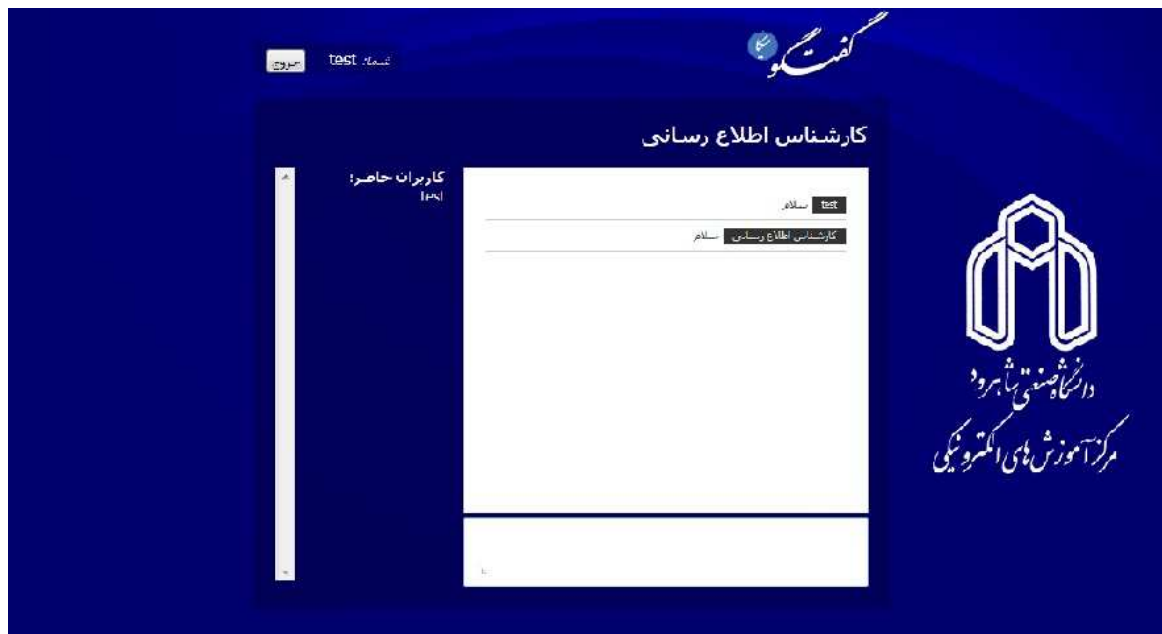 گفتگو
شما: test
خروج
کارشناس اطلاع رسانی
کاربران حاضر:
test
test سلام
کارشناس اطلاع رسانی سلام
دانشگاه صنعتی شاهرود
مرکز آموزش های الکترونیکی